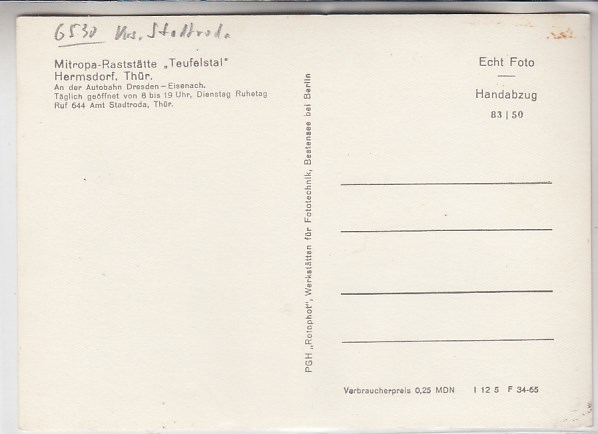 6530 Krs. Stadtroda
Mitropa-Raststätte „Teufelstal"
Hermsdorf, Thür.
An der Autobahn Dresden – Eisenach.
Täglich geöffnet von 8 bis 19 Uhr, Dienstag Ruhetag
Ruf 644 Amt Stadtroda, Thür.
PGH „Rotophot", Werkstätten für Fototechnik, Bestensee bei Berlin
Echt Foto
Handabzug
83 | 50
Verbraucherpreis 0,25 MDN I 12 5 F 34-65